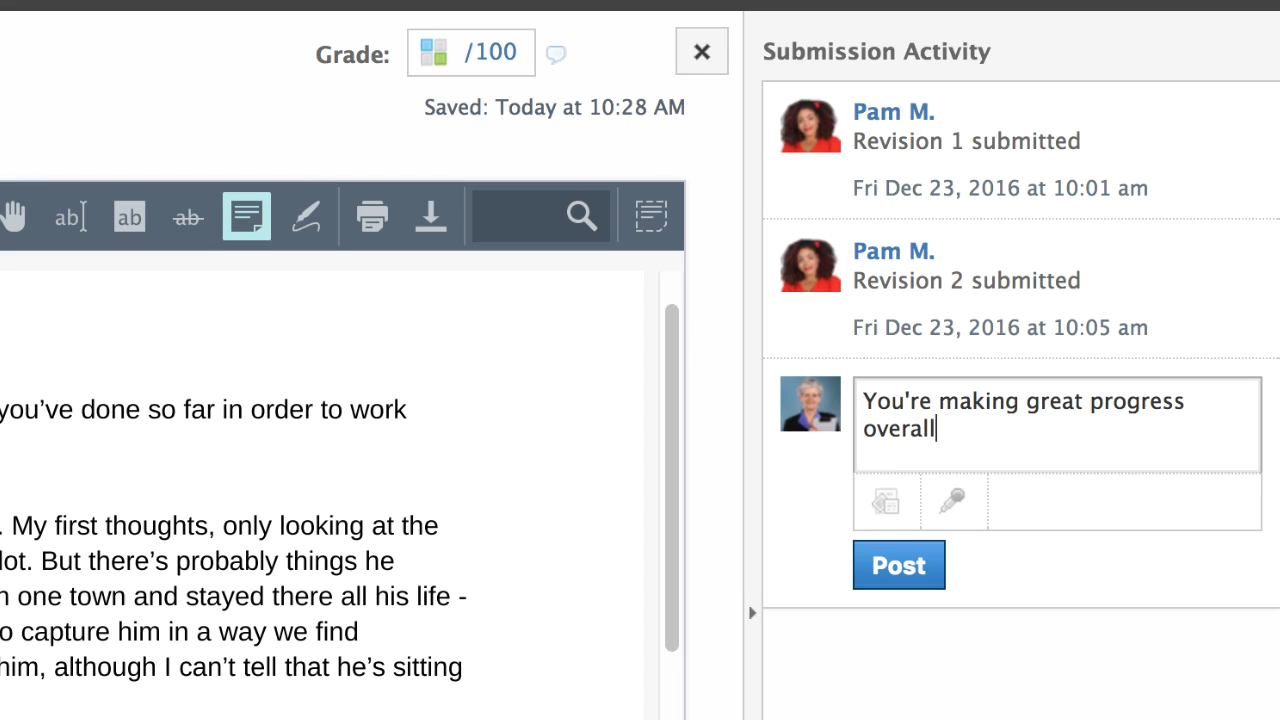 Grade:
/100
Saved: Today at 10:28 AM
ab
ab
ab
you’ve done so far in order to work
. My first thoughts, only looking at the
lot. But there’s probably things he
one town and stayed there all his life -
capture him in a way we find
him, although I can’t tell that he’s sitting
Submission Activity
Pam M.
Revision 1 submitted
Fri Dec 23, 2016 at 10:01 am
Pam M.
Revision 2 submitted
Fri Dec 23, 2016 at 10:05 am
You're making great progress
overall
Post